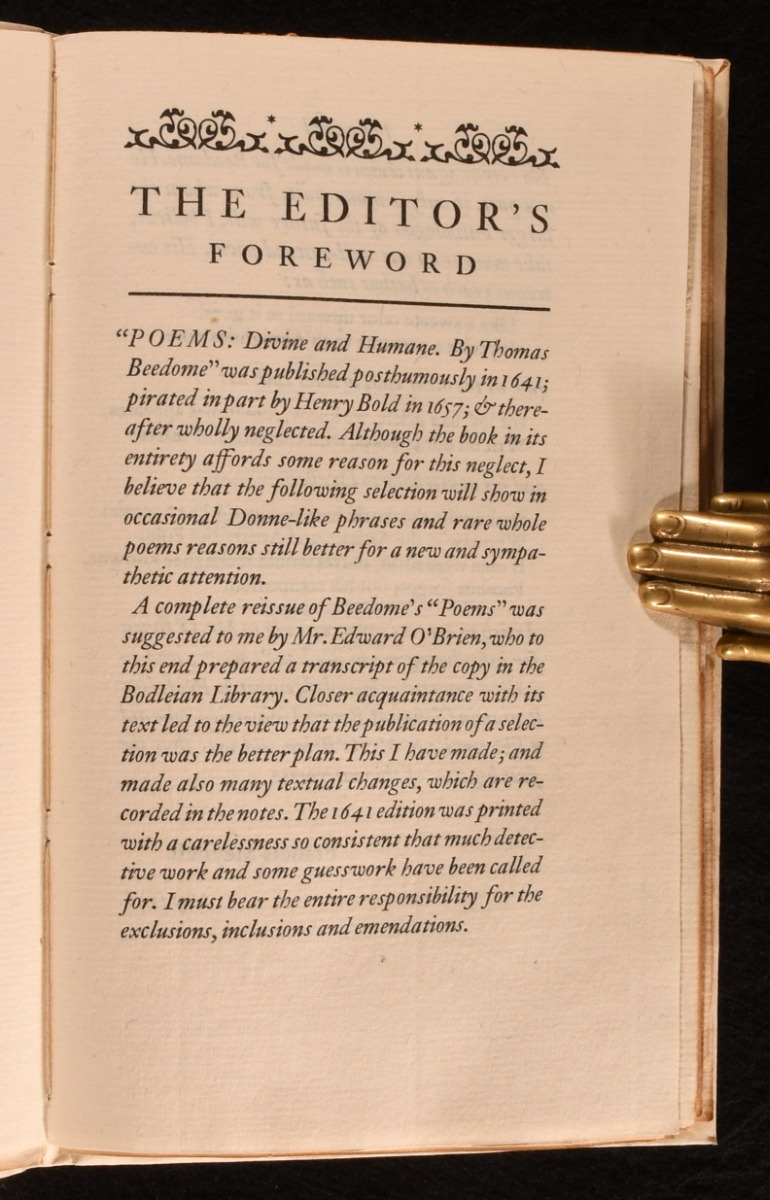 THE EDITOR'S
FOREWORD
“POEMS: Divine and Humane. By Thomas
Beedome” was published posthumously in 1641;
pirated in part by Henry Bold in 1657; & there-
after wholly neglected. Although the book in its
entirety affords some reason for this neglect, I
believe that the following selection will show in
occasional Donne-like phrases and rare whole
poems reasons still better for a new and sympa-
thetic attention.
A complete reissue of Beedome's “Poems” was
suggested to me by Mr. Edward O'Brien, who to
this end prepared a transcript of the copy in the
Bodleian Library. Closer acquaintance with its
text led to the view that the publication of a selec-
tion was the better plan. This I have made; and
made also many textual changes, which are re-
corded in the notes. The 1641 edition was printed
with a carelessness so consistent that much detec-
tive work and some guesswork have been called
for. I must bear the entire responsibility for the
exclusions, inclusions and emendations.